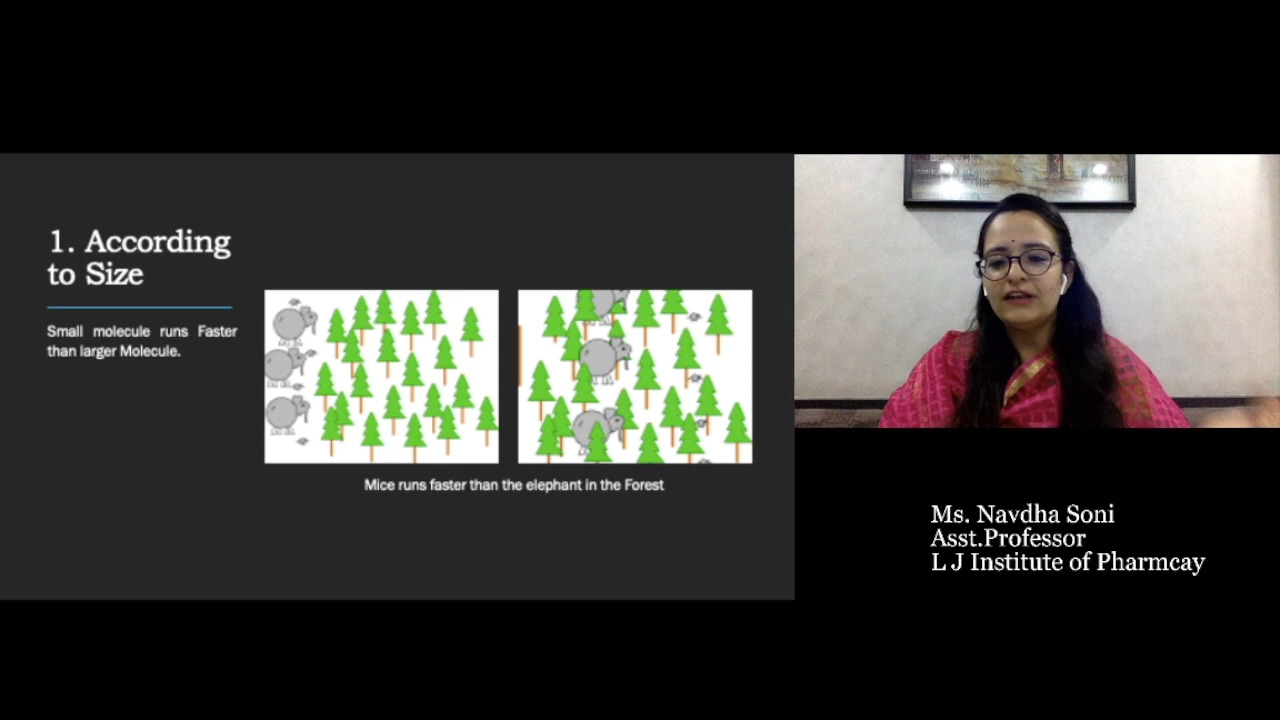 1. According
to Size
Small molecule runs Faster
than larger Molecule.
Mice runs faster than the elephant in the Forest
Ms. Navdha Soni
Asst.Professor
L J Institute of Pharmcay